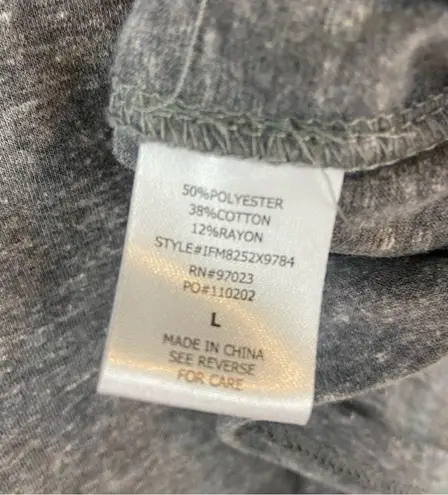 50%POLYESTER
38%COTTON
12%RAYON
STYLE#IFM8252X9784
RN#97023
PO#110202
L
MADE IN CHINA
SEE REVERSE
FOR CARE